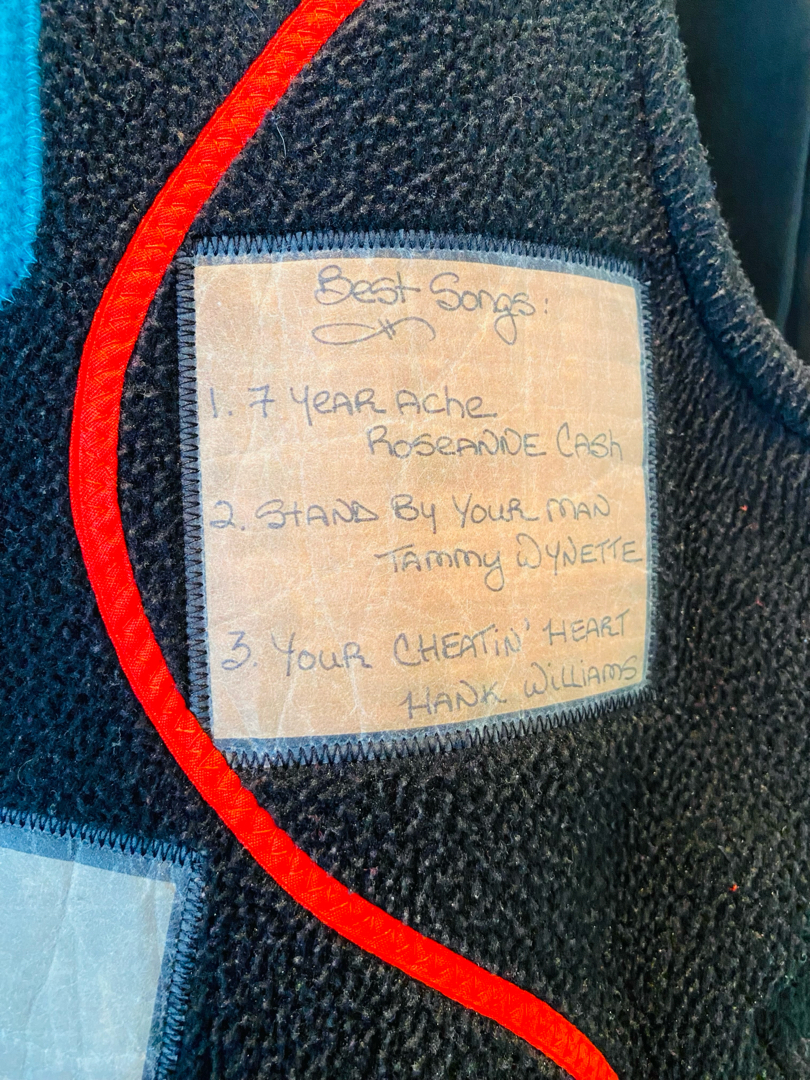 Best Songs:
1. 7 Year Ache
Roseanne Cash
2. Stand By Your Man
Tammy Wynette
3. Your Cheatin' Heart
Hank Williams